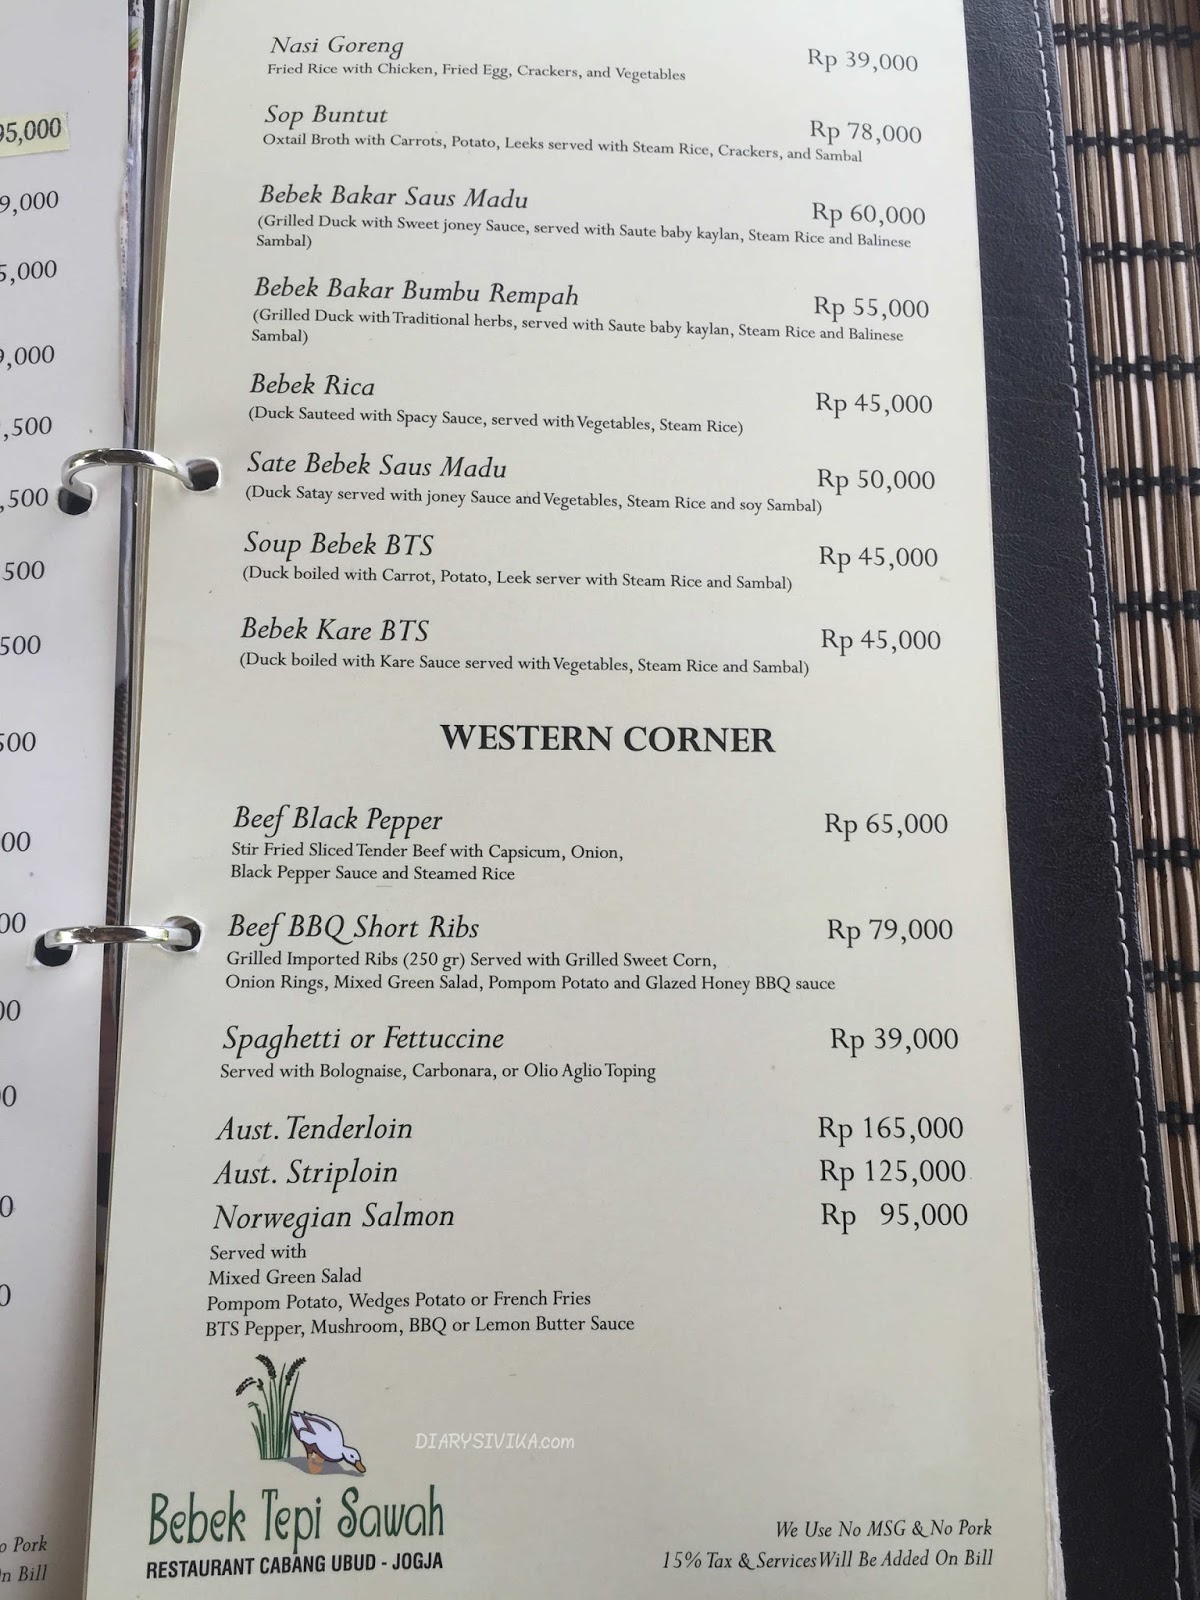 95,000
9,000
5,000
9,000
,500
,500
500
500
500
00
00
00
0
0
0
o Pork
n Bill
Nasi Goreng Rp 39,000
Fried Rice with Chicken, Fried Egg, Crackers, and Vegetables
Sop Buntut Rp 78,000
Oxtail Broth with Carrots, Potato, Leeks served with Steam Rice, Crackers, and Sambal
Bebek Bakar Saus Madu Rp 60,000
(Grilled Duck with Sweet joney Sauce, served with Saute baby kaylan, Steam Rice and Balinese
Sambal)
Bebek Bakar Bumbu Rempah Rp 55,000
(Grilled Duck with Traditional herbs, served with Saute baby kaylan, Steam Rice and Balinese
Sambal)
Bebek Rica Rp 45,000
(Duck Sauteed with Spacy Sauce, served with Vegetables, Steam Rice)
Sate Bebek Saus Madu Rp 50,000
(Duck Satay served with joney Sauce and Vegetables, Steam Rice and soy Sambal)
Soup Bebek BTS Rp 45,000
(Duck boiled with Carrot, Potato, Leek server with Steam Rice and Sambal)
Bebek Kare BTS Rp 45,000
(Duck boiled with Kare Sauce served with Vegetables, Steam Rice and Sambal)
WESTERN CORNER
Beef Black Pepper Rp 65,000
Stir Fried Sliced Tender Beef with Capsicum, Onion,
Black Pepper Sauce and Steamed Rice
Beef BBQ Short Ribs Rp 79,000
Grilled Imported Ribs (250 gr) Served with Grilled Sweet Corn,
Onion Rings, Mixed Green Salad, Pompom Potato and Glazed Honey BBQ sauce
Spaghetti or Fettuccine Rp 39,000
Served with Bolognaise, Carbonara, or Olio Aglio Toping
Aust. Tenderloin Rp 165,000
Aust. Striploin Rp 125,000
Norwegian Salmon Rp 95,000
Served with
Mixed Green Salad
Pompom Potato, Wedges Potato or French Fries
BTS Pepper, Mushroom, BBQ or Lemon Butter Sauce
DIARYSIVIKA.com
Bebek Tepi Sawah
RESTAURANT CABANG UBUD - JOGJA
We Use No MSG & No Pork
15% Tax & Services Will Be Added On Bill